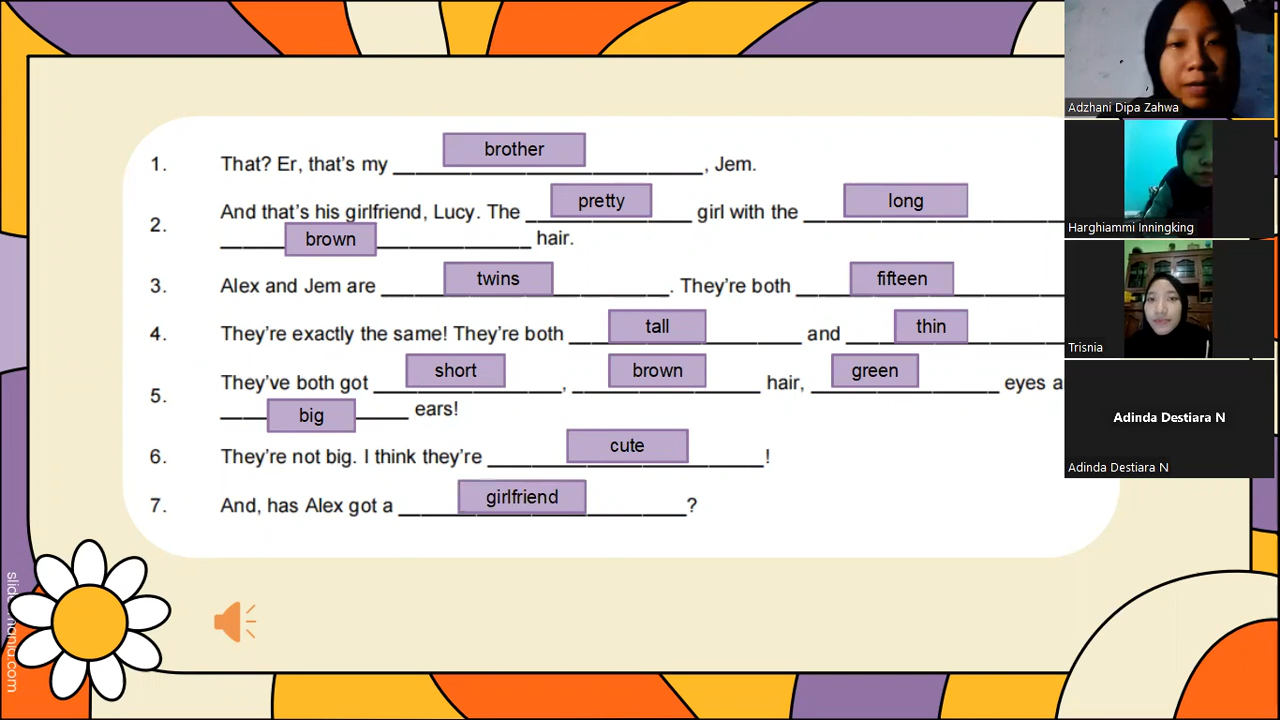 1. That? Er, that's my brother, Jem.
2. And that's his girlfriend, Lucy. The pretty girl with the long
brown hair.
3. Alex and Jem are twins. They're both fifteen
4. They're exactly the same! They're both tall and thin
5. They've both got short, brown hair, green eyes
big ears!
6. They're not big. I think they're cute!
7. And, has Alex got a girlfriend?
Adzhani Dipa Zahwa
Harghiammi Inningking
Trisnia
Adinda Destiara N
Adinda Destiara N